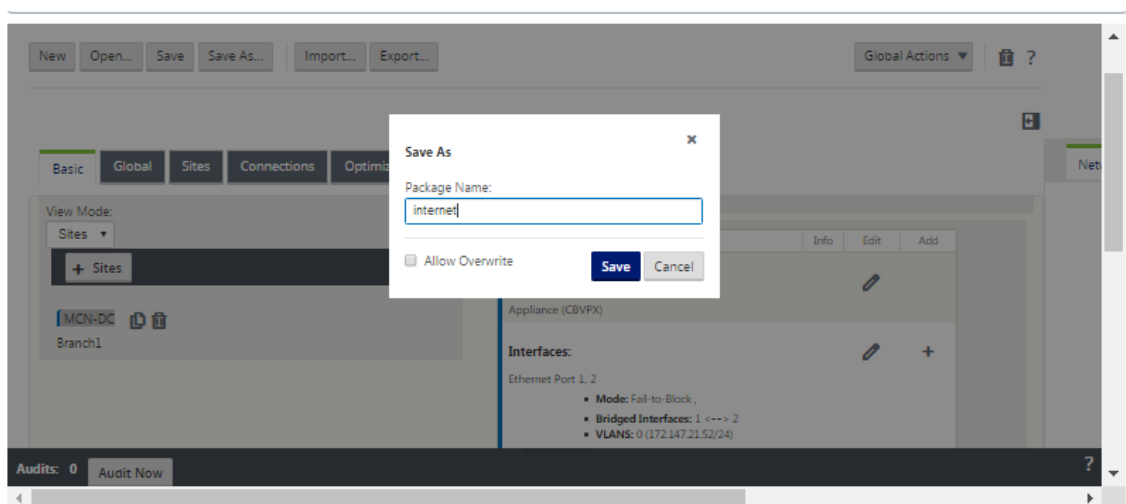 New Open... Save Save As... Import... Export... Global Actions ▼ ?
Save As
Basic Global Sites Connections
Package Name:
internet
View Mode:
Sites ▼
Info Edit Add
+ Sites
Allow Overwrite
Save Cancel
Appliance (CBVPX)
MCN-DC
Branch1
Interfaces:
Ethernet Port 1, 2
• Mode: Fail-to-Block ,
• Bridged Interfaces: 1 <--> 2
• VLANS: 0 (172.147.21.52/24)
Audits: 0 Audit Now ?